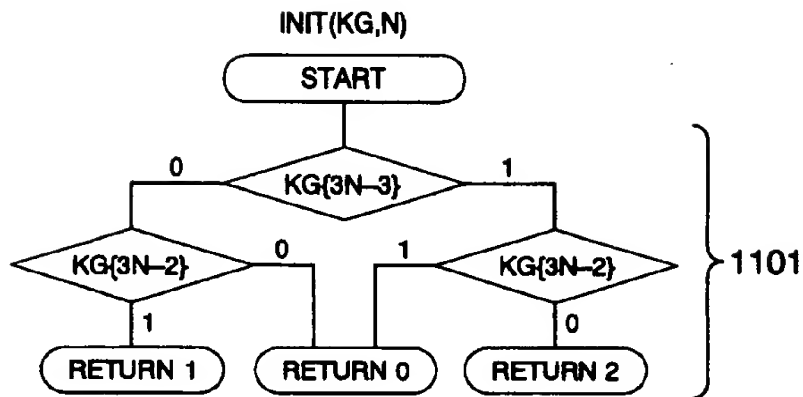 INIT(KG,N)
START
0
1
KG{3N–3}
KG{3N–2}
0
1
KG{3N–2}
1101
1
0
RETURN 1
RETURN 0
RETURN 2